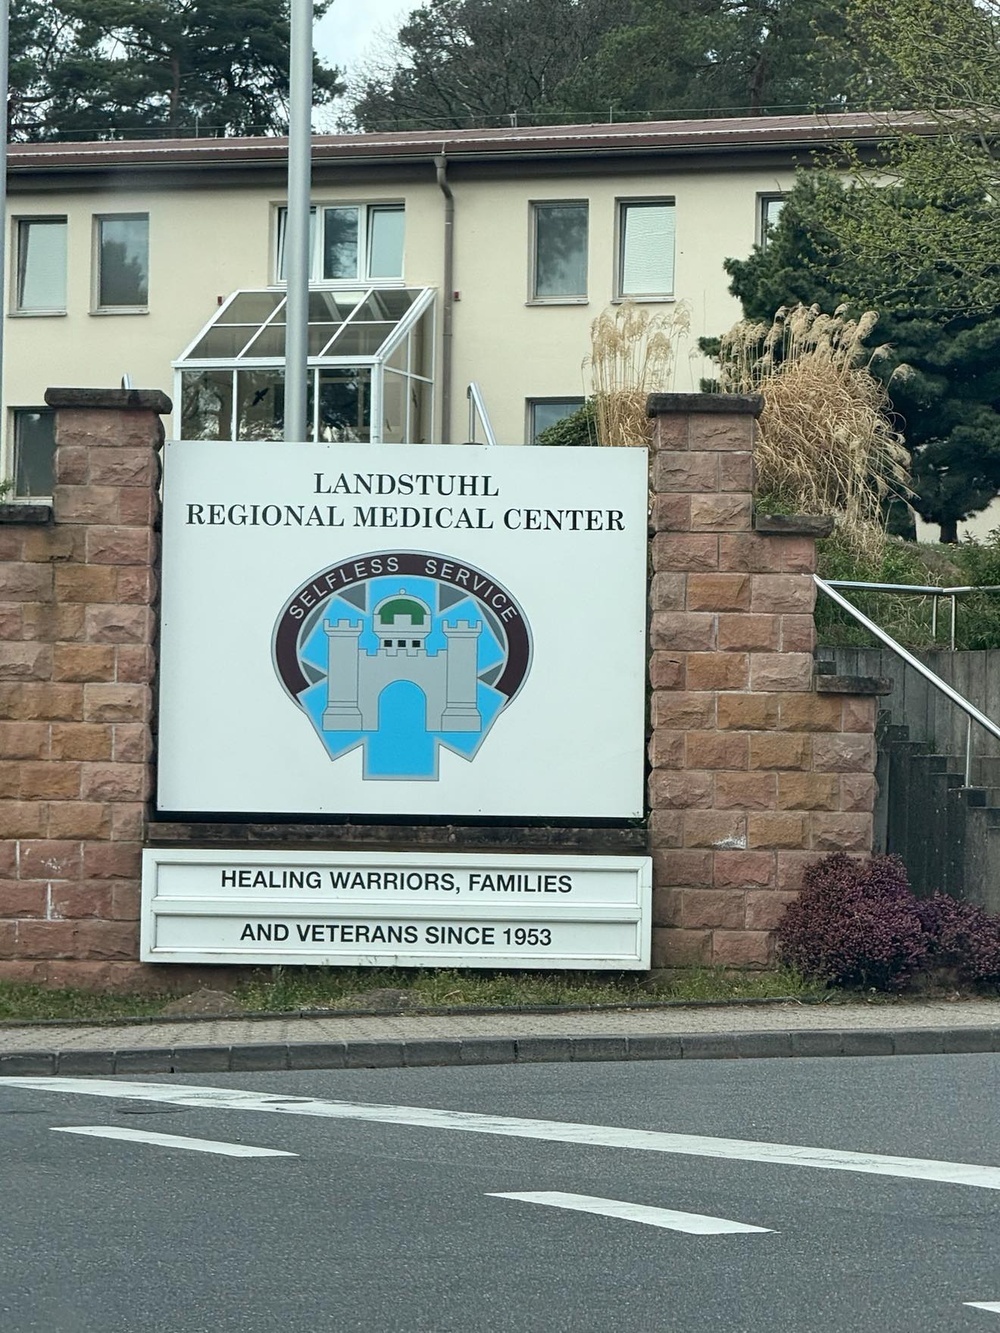 LANDSTUHL
REGIONAL MEDICAL CENTER
SELFLESS SERVICE
HEALING WARRIORS, FAMILIES
AND VETERANS SINCE 1953